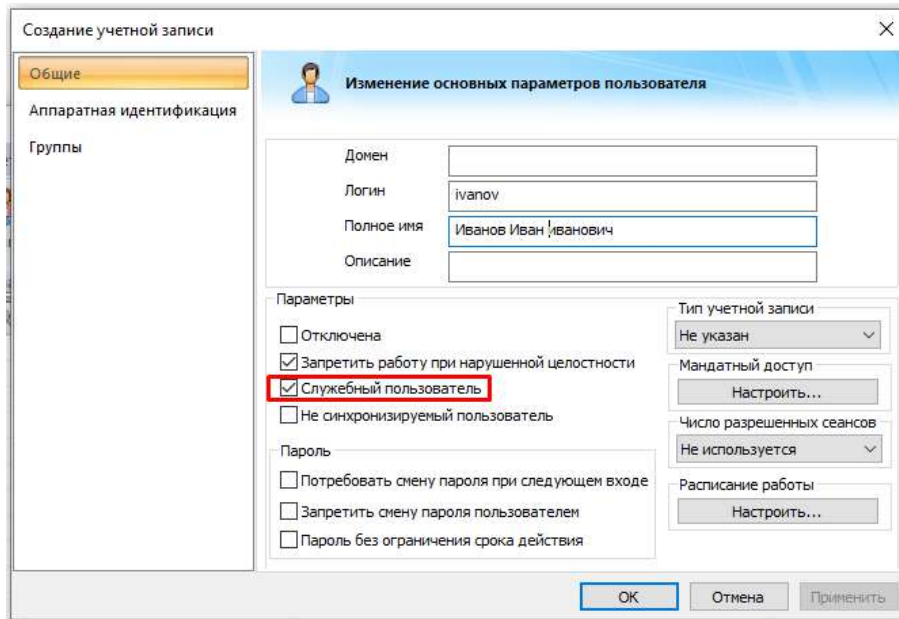 Создание учетной записи
Общие
Аппаратная идентификация
Группы
Изменение основных параметров пользователя
Домен
Логин ivanov
Полное имя Иванов Иван иванович
Описание
Параметры
Отключена
Запретить работу при нарушенной целостности
Служебный пользователь
Не синхронизируемый пользователь
Пароль
Потребовать смену пароля при следующем входе
Запретить смену пароля пользователем
Пароль без ограничения срока действия
Тип учетной записи
Не указан
Мандатный доступ
Настроить...
Число разрешенных сеансов
Не используется
Расписание работы
Настроить...
ОК
Отмена
Применить